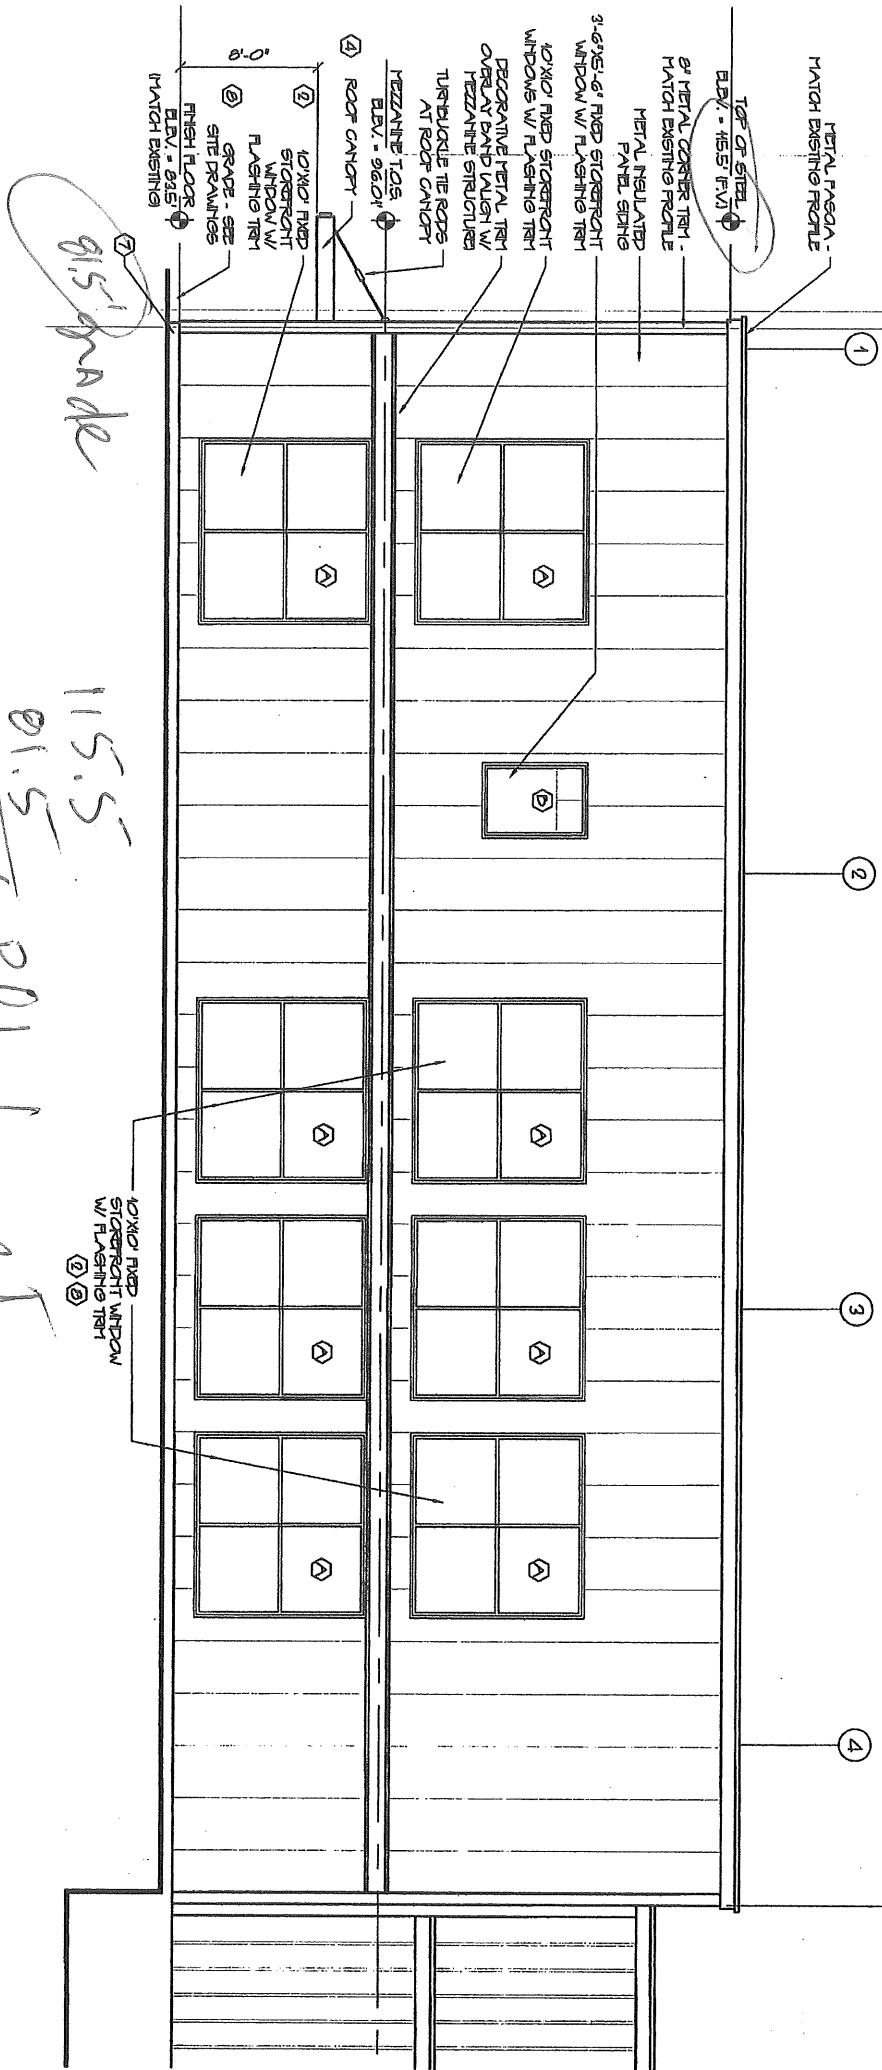 METAL FASCIA -
MATCH EXISTING PROFILE
TOP OF STEEL
ELEV. = 115.5' (F.V.)
8" METAL CORNER TRIM -
MATCH EXISTING PROFILE
METAL INSULATED
PANEL SIDING
3'-6"X5'-6" FIXED STOREFRONT
WINDOW W/ FLASHING TRIM
10'X10' FIXED STOREFRONT
WINDOWS W/ FLASHING TRIM
DECORATIVE METAL TRIM
OVERLAY BAND (ALIGN W/
MEZZANINE STRUCTURE)
TURNBUCKLE TIE RODS
AT ROOF CANOPY
MEZZANINE T.O.S.
ELEV. = 96.01'
4 ROOF CANOPY
8'-0"
2 10'X10' FIXED
STOREFRONT
WINDOW W/
FLASHING TRIM
8 GRADE - SEE
SITE DRAWINGS
FINISH FLOOR
ELEV. = 83.5'
(MATCH EXISTING)
7
1
2
3
4
A
A
D
A
A
A
A
A
A
10'X10' FIXED
STOREFRONT WINDOW
W/ FLASHING TRIM
2 8
81.5' grade
115.5
81.5